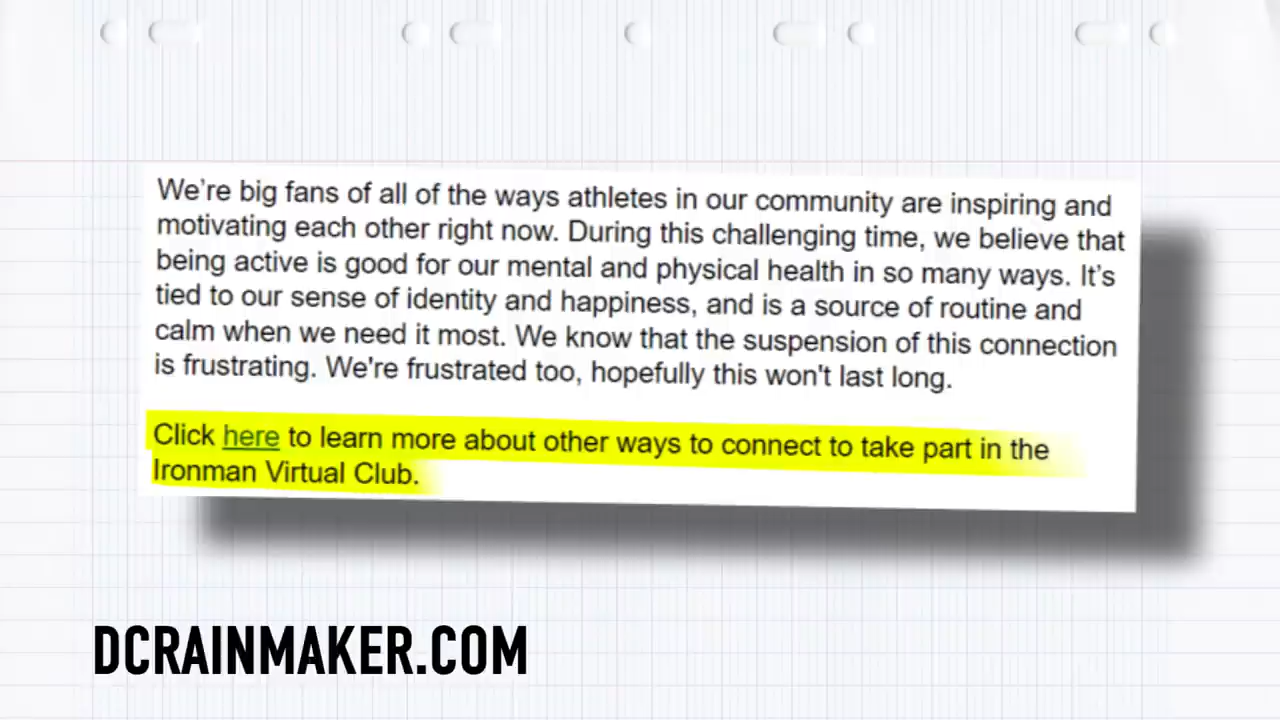 We’re big fans of all of the ways athletes in our community are inspiring and
motivating each other right now. During this challenging time, we believe that
being active is good for our mental and physical health in so many ways. It’s
tied to our sense of identity and happiness, and is a source of routine and
calm when we need it most. We know that the suspension of this connection
is frustrating. We're frustrated too, hopefully this won't last long.
Click here to learn more about other ways to connect to take part in the
Ironman Virtual Club.
DCRAINMAKER.COM